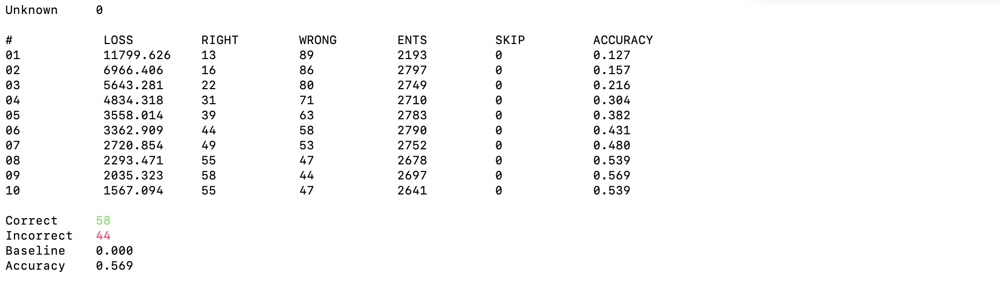 Unknown 0
# LOSS RIGHT WRONG ENTS SKIP ACCURACY
01 11799.626 13 89 2193 0 0.127
02 6966.406 16 86 2797 0 0.157
03 5643.281 22 80 2749 0 0.216
04 4834.318 31 71 2710 0 0.304
05 3558.014 39 63 2783 0 0.382
06 3362.909 44 58 2790 0 0.431
07 2720.854 49 53 2752 0 0.480
08 2293.471 55 47 2678 0 0.539
09 2035.323 58 44 2697 0 0.569
10 1567.094 55 47 2641 0 0.539
Correct 58
Incorrect 44
Baseline 0.000
Accuracy 0.569